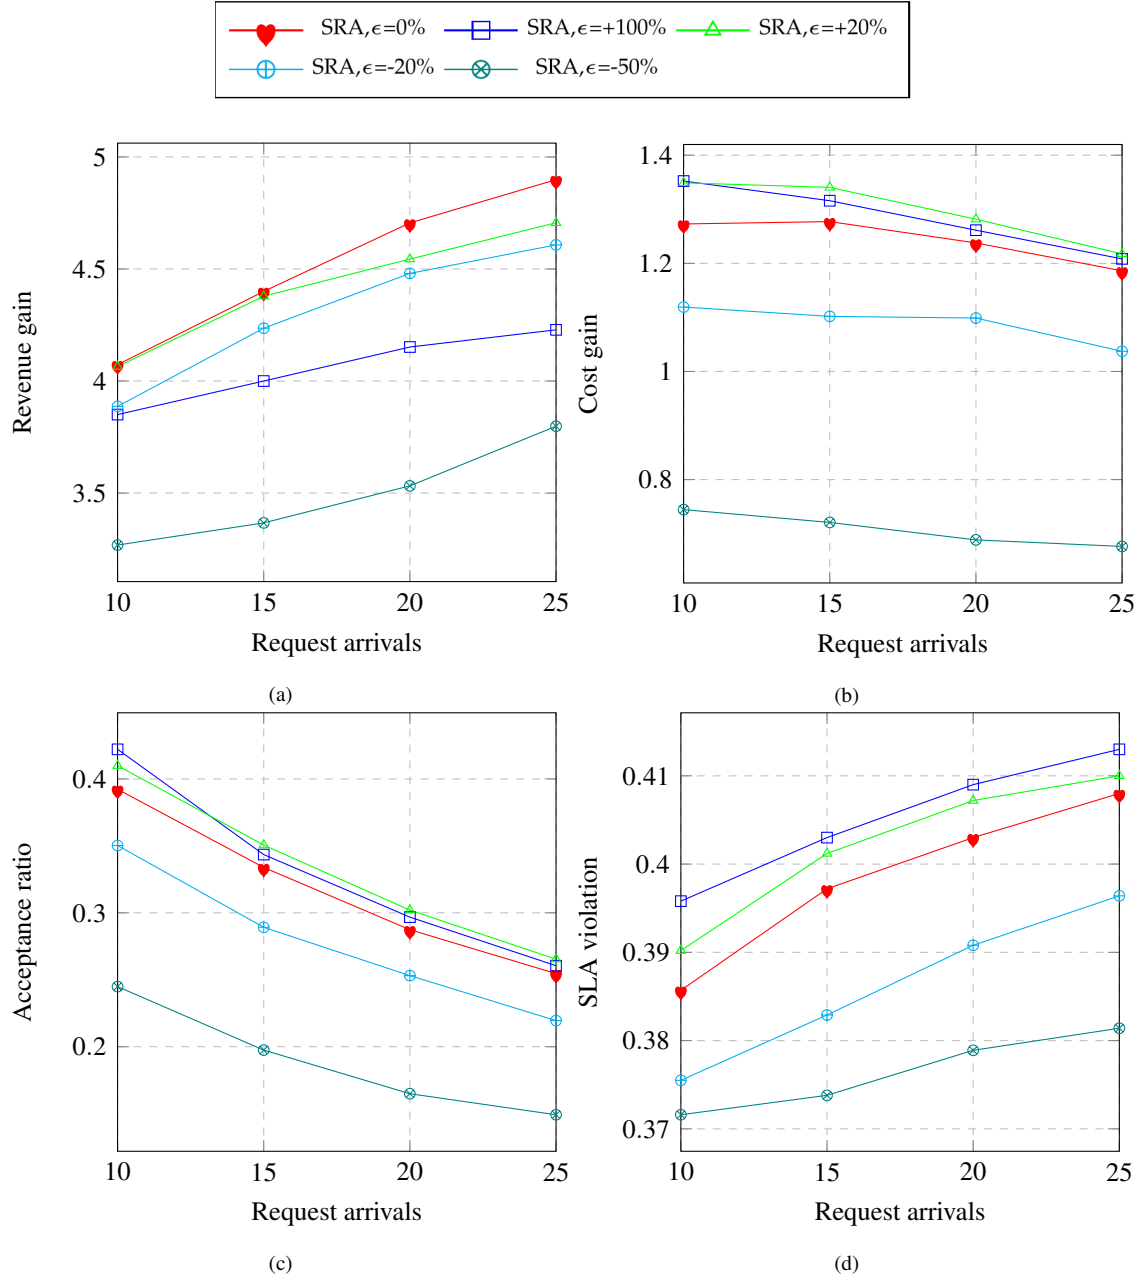 SRA,ϵ=0% SRA,ϵ=+100% SRA,ϵ=+20%
SRA,ϵ=-20% SRA,ϵ=-50%
5
4.5
4
3.5
10 15 20 25
Revenue gain
Request arrivals
(a)
1.4
1.2
1
0.8
10 15 20 25
Cost gain
Request arrivals
(b)
0.4
0.3
0.2
10 15 20 25
Acceptance ratio
Request arrivals
(c)
0.41
0.4
0.39
0.38
0.37
10 15 20 25
SLA violation
Request arrivals
(d)